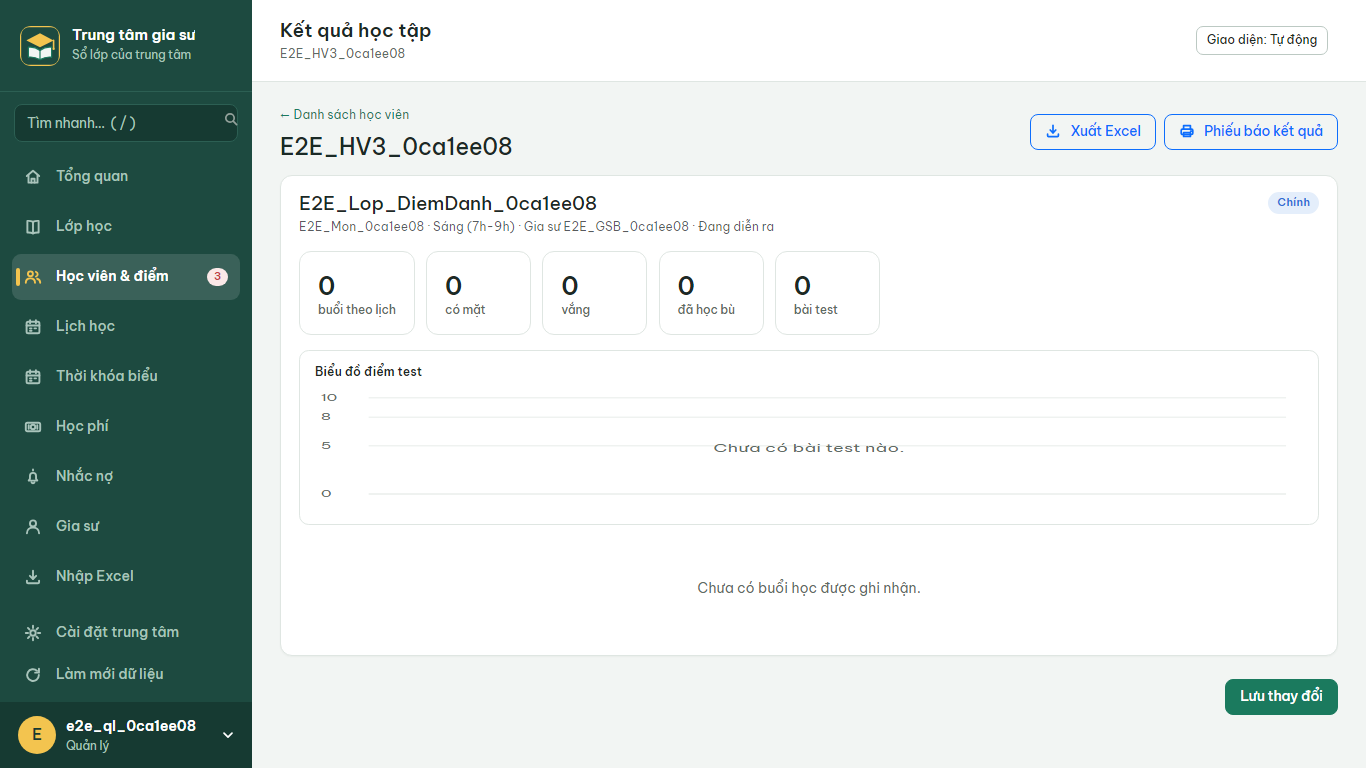 Trung tâm gia sư
Sổ lớp của trung tâm
Tìm nhanh... ( / )
Tổng quan
Lớp học
Học viên & điểm
3
Lịch học
Thời khóa biểu
Học phí
Nhắc nợ
Gia sư
Nhập Excel
Cài đặt trung tâm
Làm mới dữ liệu
E
e2e_ql_0ca1ee08
Quản lý
Kết quả học tập
E2E_HV3_0ca1ee08
Giao diện: Tự động
← Danh sách học viên
E2E_HV3_0ca1ee08
Xuất Excel
Phiếu báo kết quả
E2E_Lop_DiemDanh_0ca1ee08
Chính
E2E_Mon_0ca1ee08 · Sáng (7h-9h) · Gia sư E2E_GSB_0ca1ee08 · Đang diễn ra
0
buổi theo lịch
0
có mặt
0
vắng
0
đã học bù
0
bài test
Biểu đồ điểm test
10
8
5
0
Chưa có bài test nào.
Chưa có buổi học được ghi nhận.
Lưu thay đổi